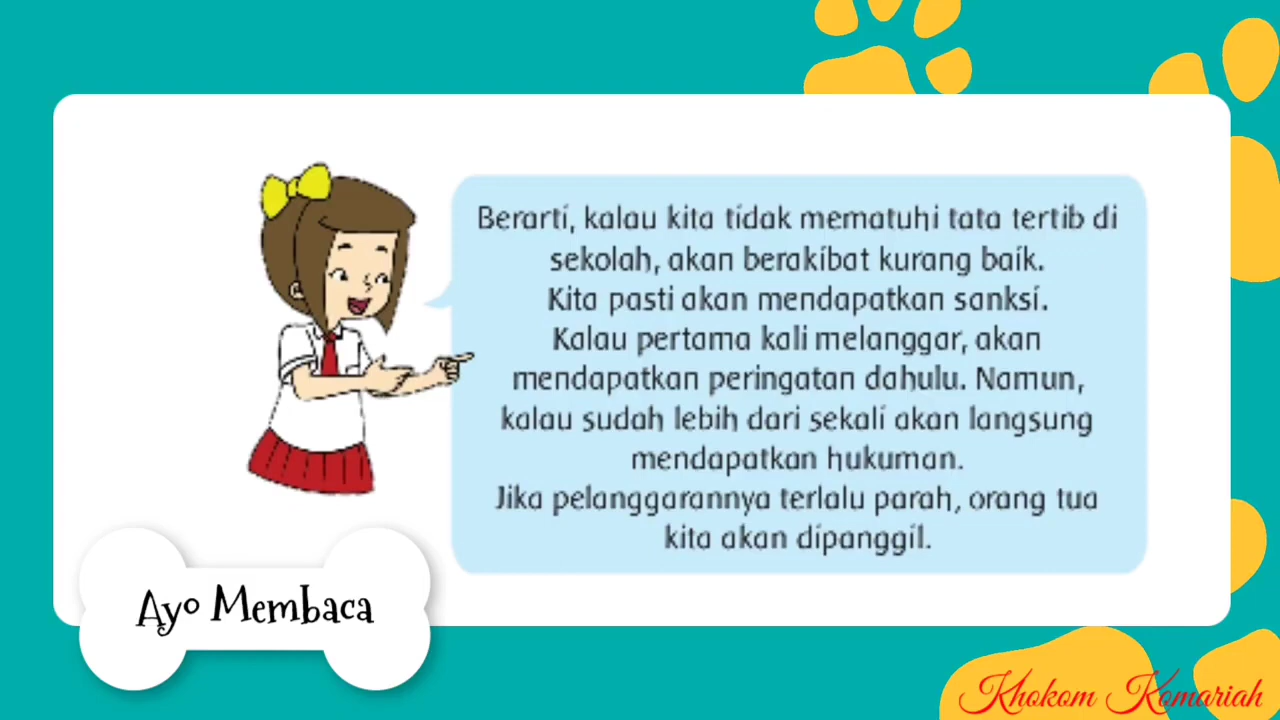 Berarti, kalau kita tidak mematuhi tata tertib di
sekolah, akan berakibat kurang baik.
Kita pasti akan mendapatkan sanksi.
Kalau pertama kali melanggar, akan
mendapatkan peringatan dahulu. Namun,
kalau sudah lebih dari sekali akan langsung
mendapatkan hukuman.
Jika pelanggarannya terlalu parah, orang tua
kita akan dipanggil.
Ayo Membaca
Khokom Komariah